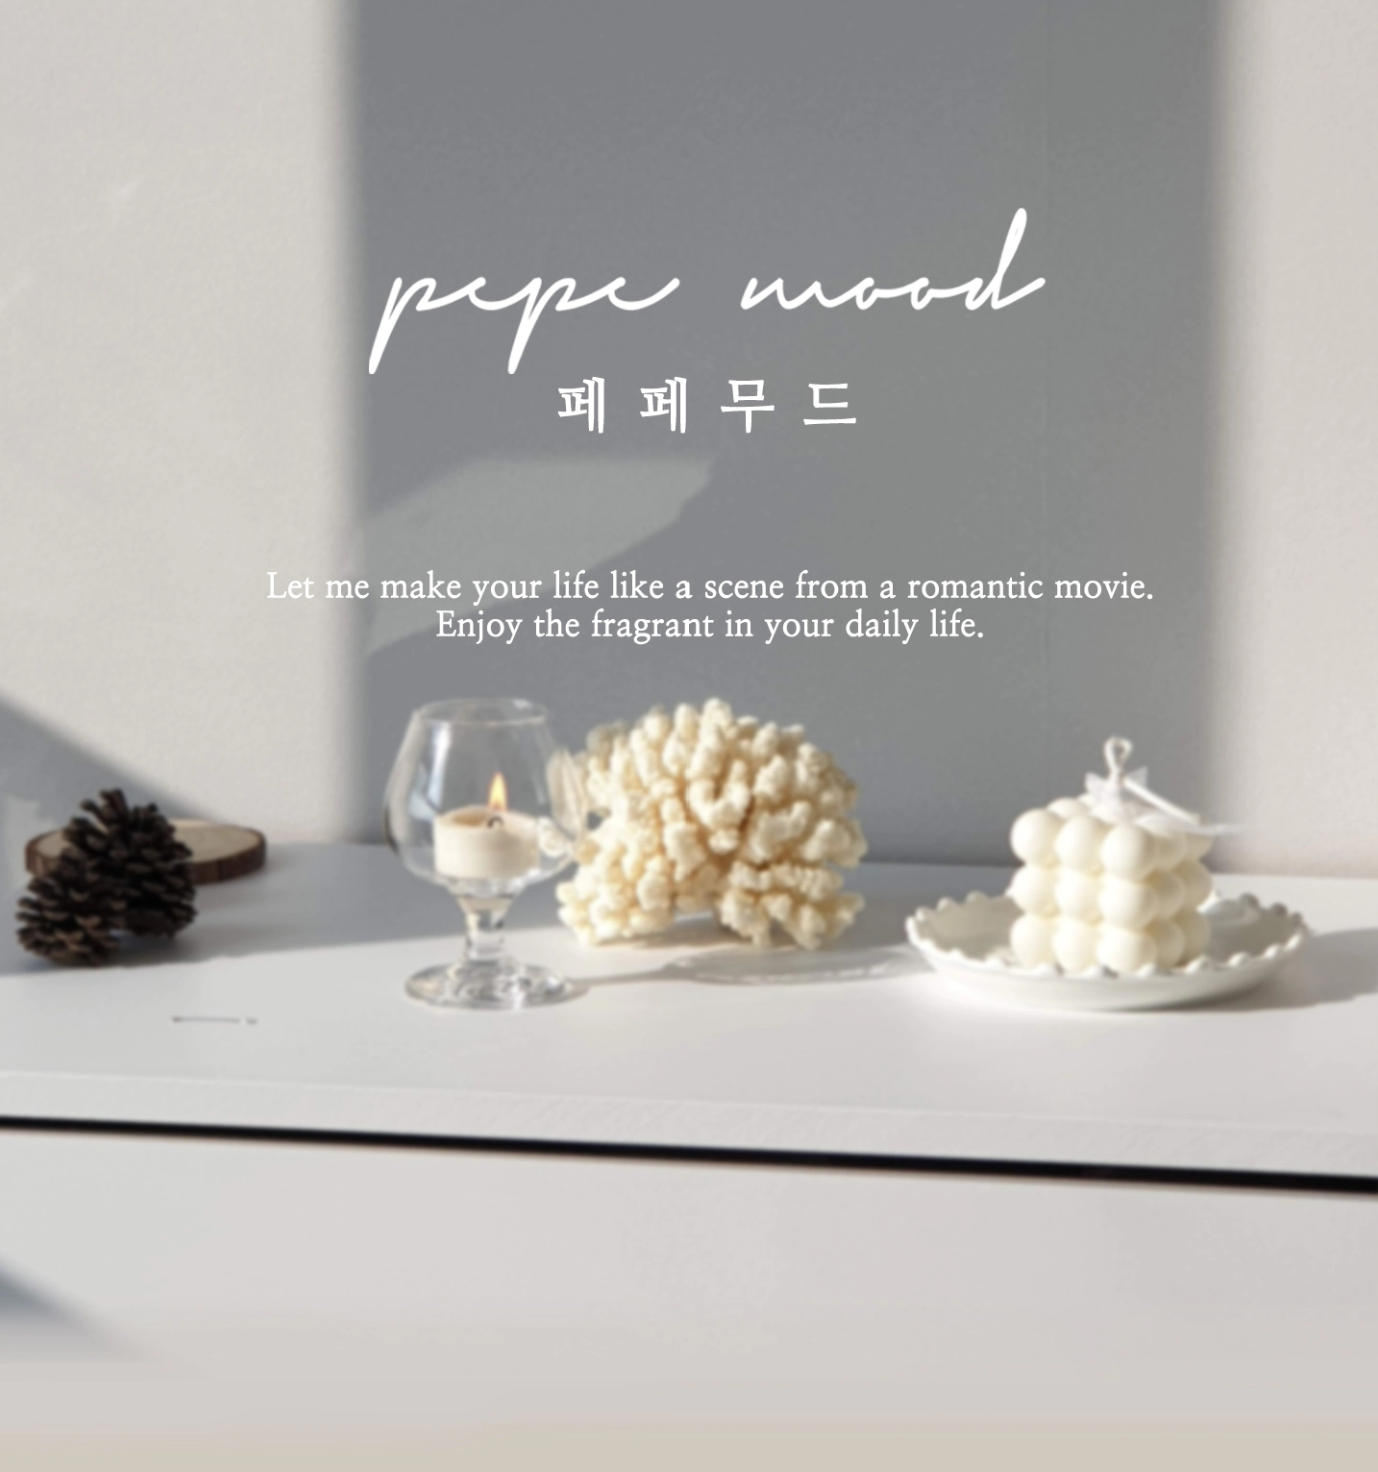 pepe mood
페페무드
Let me make your life like a scene from a romantic movie.
Enjoy the fragrant in your daily life.